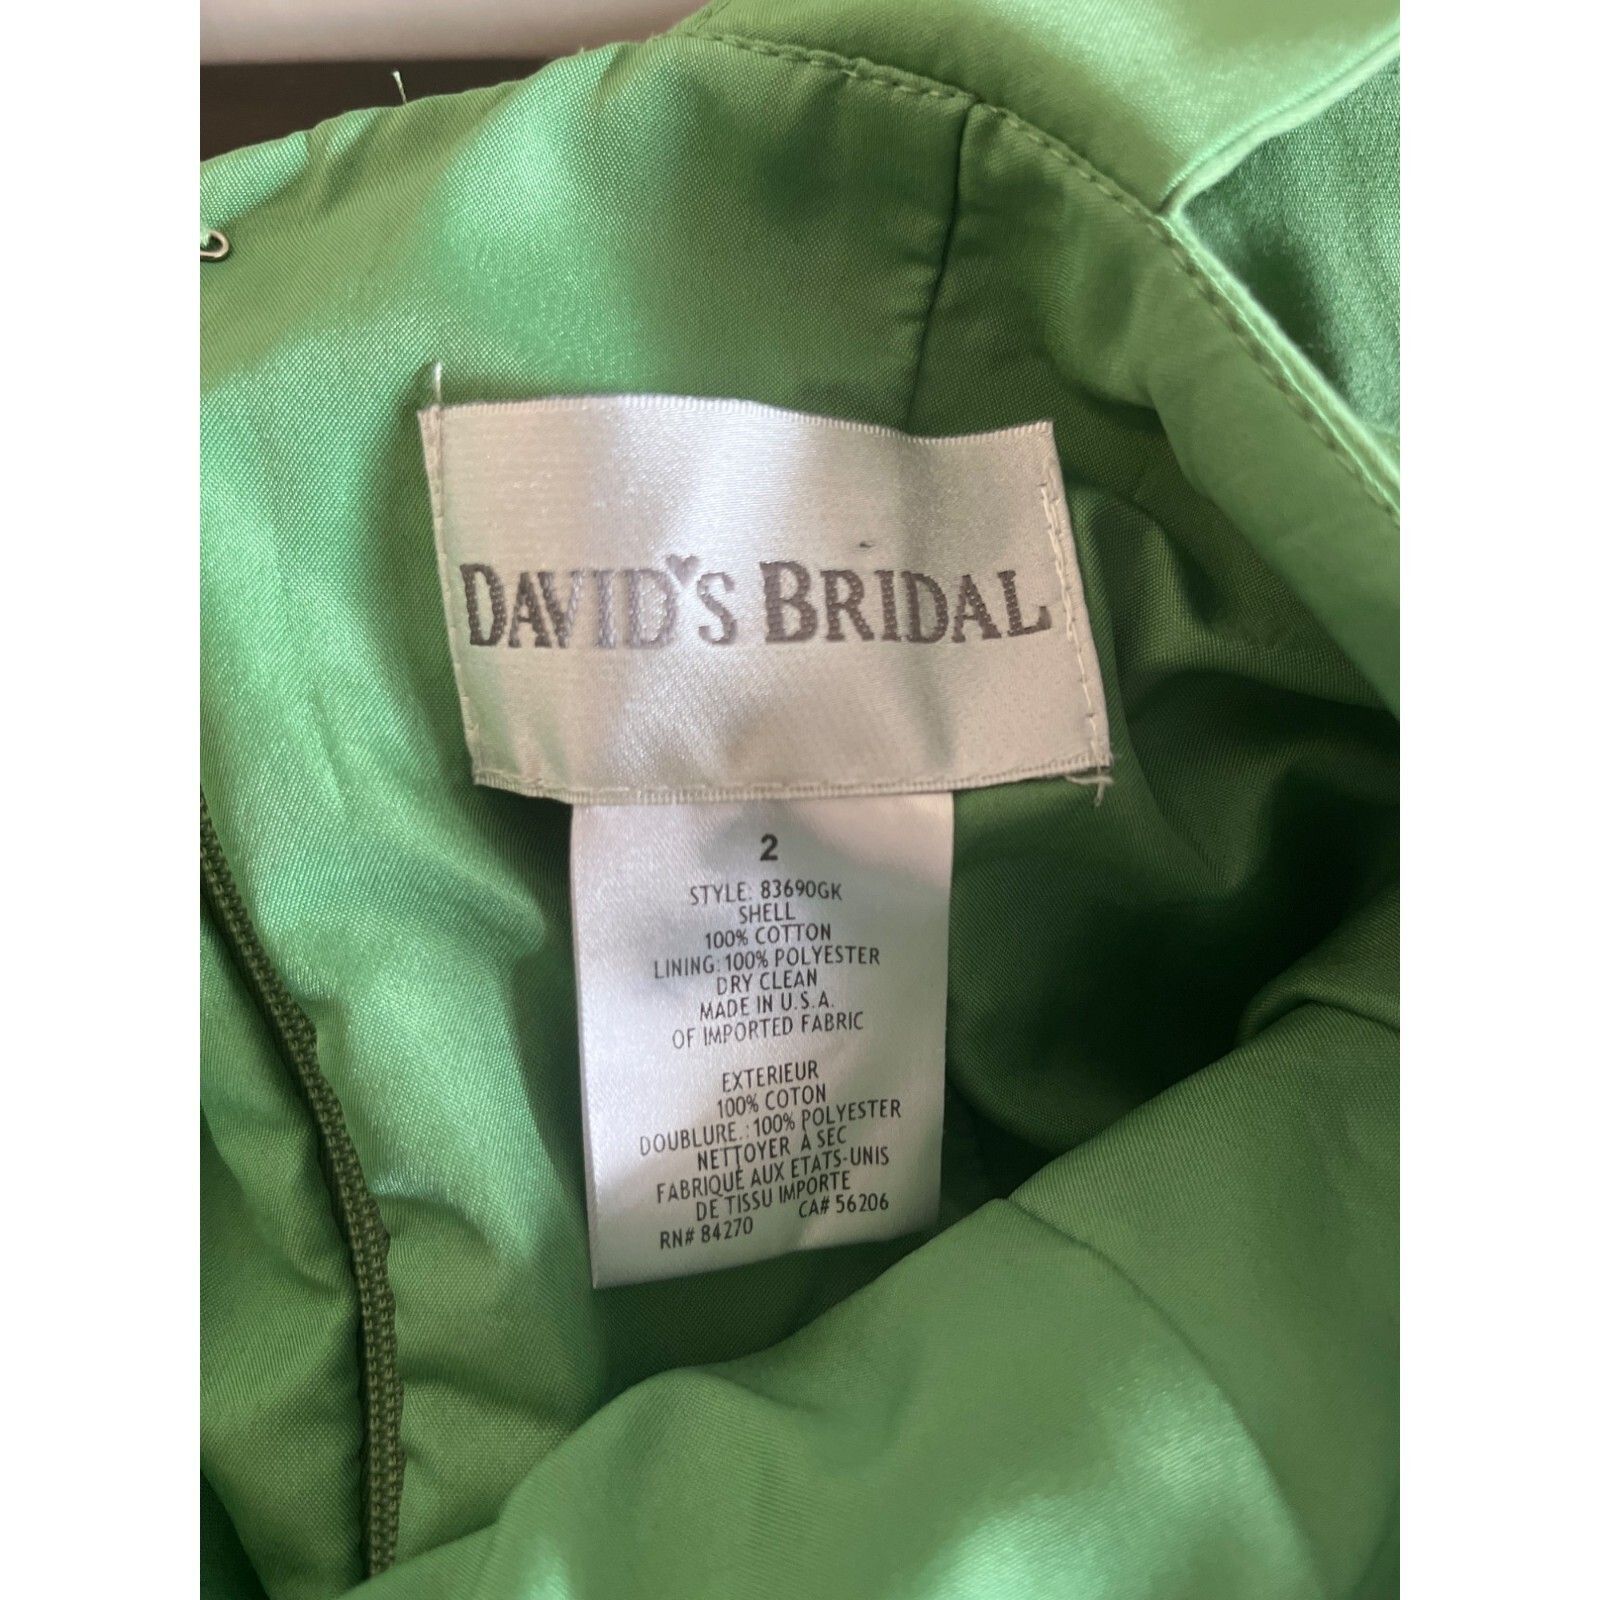 DAVID'S BRIDAL
2
STYLE: 83690GK
SHELL
100% COTTON
LINING: 100% POLYESTER
DRY CLEAN
MADE IN U.S.A.
OF IMPORTED FABRIC
EXTERIEUR
100% COTON
DOUBLURE.: 100% POLYESTER
NETTOYER À SEC
FABRIQUÉ AUX ETATS-UNIS
DE TISSU IMPORTE
RN# 84270 CA# 56206